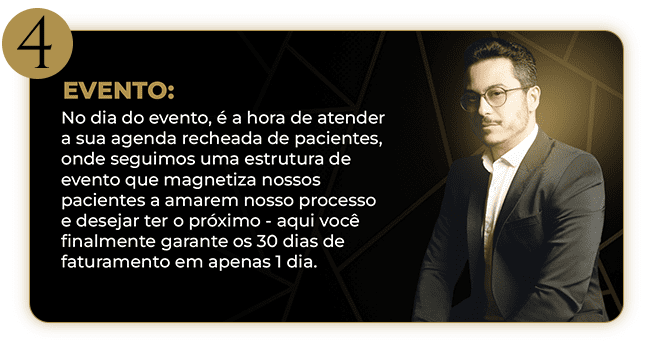 4
EVENTO:
No dia do evento, é a hora de atender
a sua agenda recheada de pacientes,
onde seguimos uma estrutura de
evento que magnetiza nossos
pacientes a amarem nosso processo
e desejar ter o próximo - aqui você
finalmente garante os 30 dias de
faturamento em apenas 1 dia.